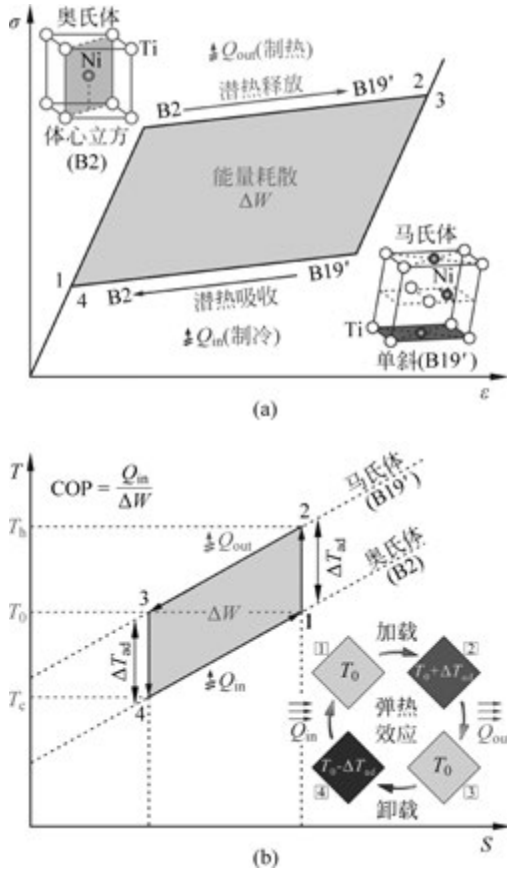 σ
奥氏体
Ti
Ni
体心立方
(B2)
Q_out(制热)
潜热释放
B2
B19′
2
3
能量耗散
ΔW
1
4
B2
B19′
潜热吸收
Q_in(制冷)
马氏体
Ni
Ti
单斜(B19′)
ε
(a)
T
COP = Q_in/ΔW
马氏体
(B19′)
T_h
2
Q_out
ΔT_ad
奥氏体
(B2)
3
T_0
ΔW
1
ΔT_ad
Q_in
T_c
4
加载
1
2
T_0
T_0+ΔT_ad
Q_in
弹热
效应
Q_out
T_0-ΔT_ad
T_0
4
卸载
3
S
(b)